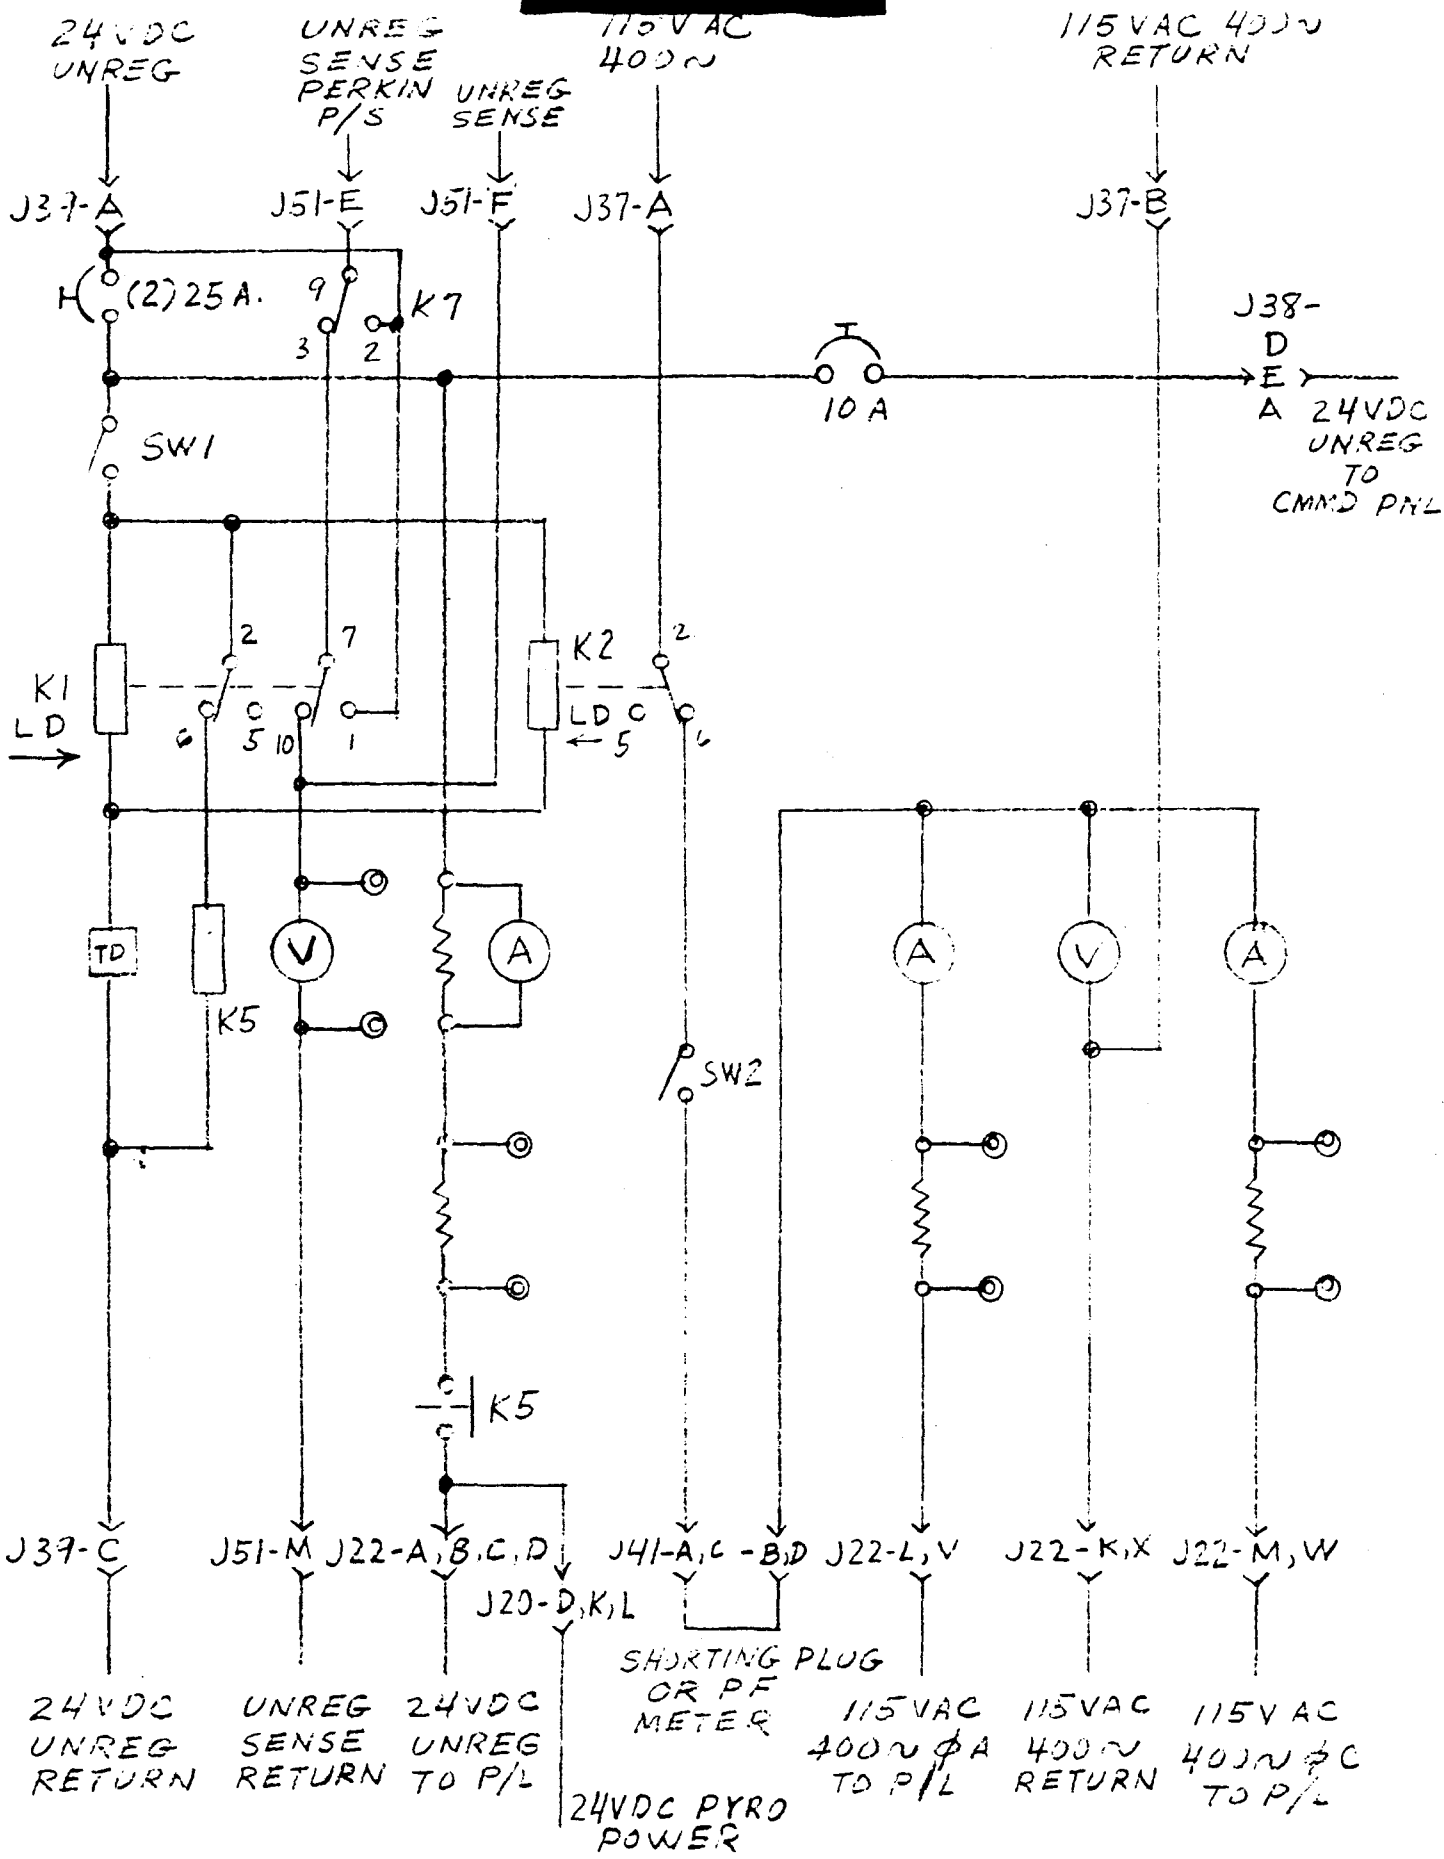 24VDC
UNREG
UNREG
SENSE
PERKIN
P/S
UNREG
SENSE
115VAC
400~
115VAC 400~
RETURN
J37-A
J51-E
J51-F
J37-A
J37-B
(2)25A.
9
K7
3
2
10A
J38-
D
E
A
24VDC
UNREG
TO
CMMD PNL
SW1
K1
LD
2
7
6
5
10
1
K2
LD
5
2
6
TD
K5
V
A
SW2
A
V
A
K5
J37-C
J51-M
J22-A,B,C,D
J20-D,K,L
J41-A,C -B,D
J22-L,V
J22-K,X
J22-M,W
24VDC
UNREG
RETURN
UNREG
SENSE
RETURN
24VDC
UNREG
TO P/L
24VDC PYRO
POWER
SHORTING PLUG
OR PF
METER
115VAC
400~ φA
TO P/L
115VAC
400~
RETURN
115VAC
400~ φC
TO P/L